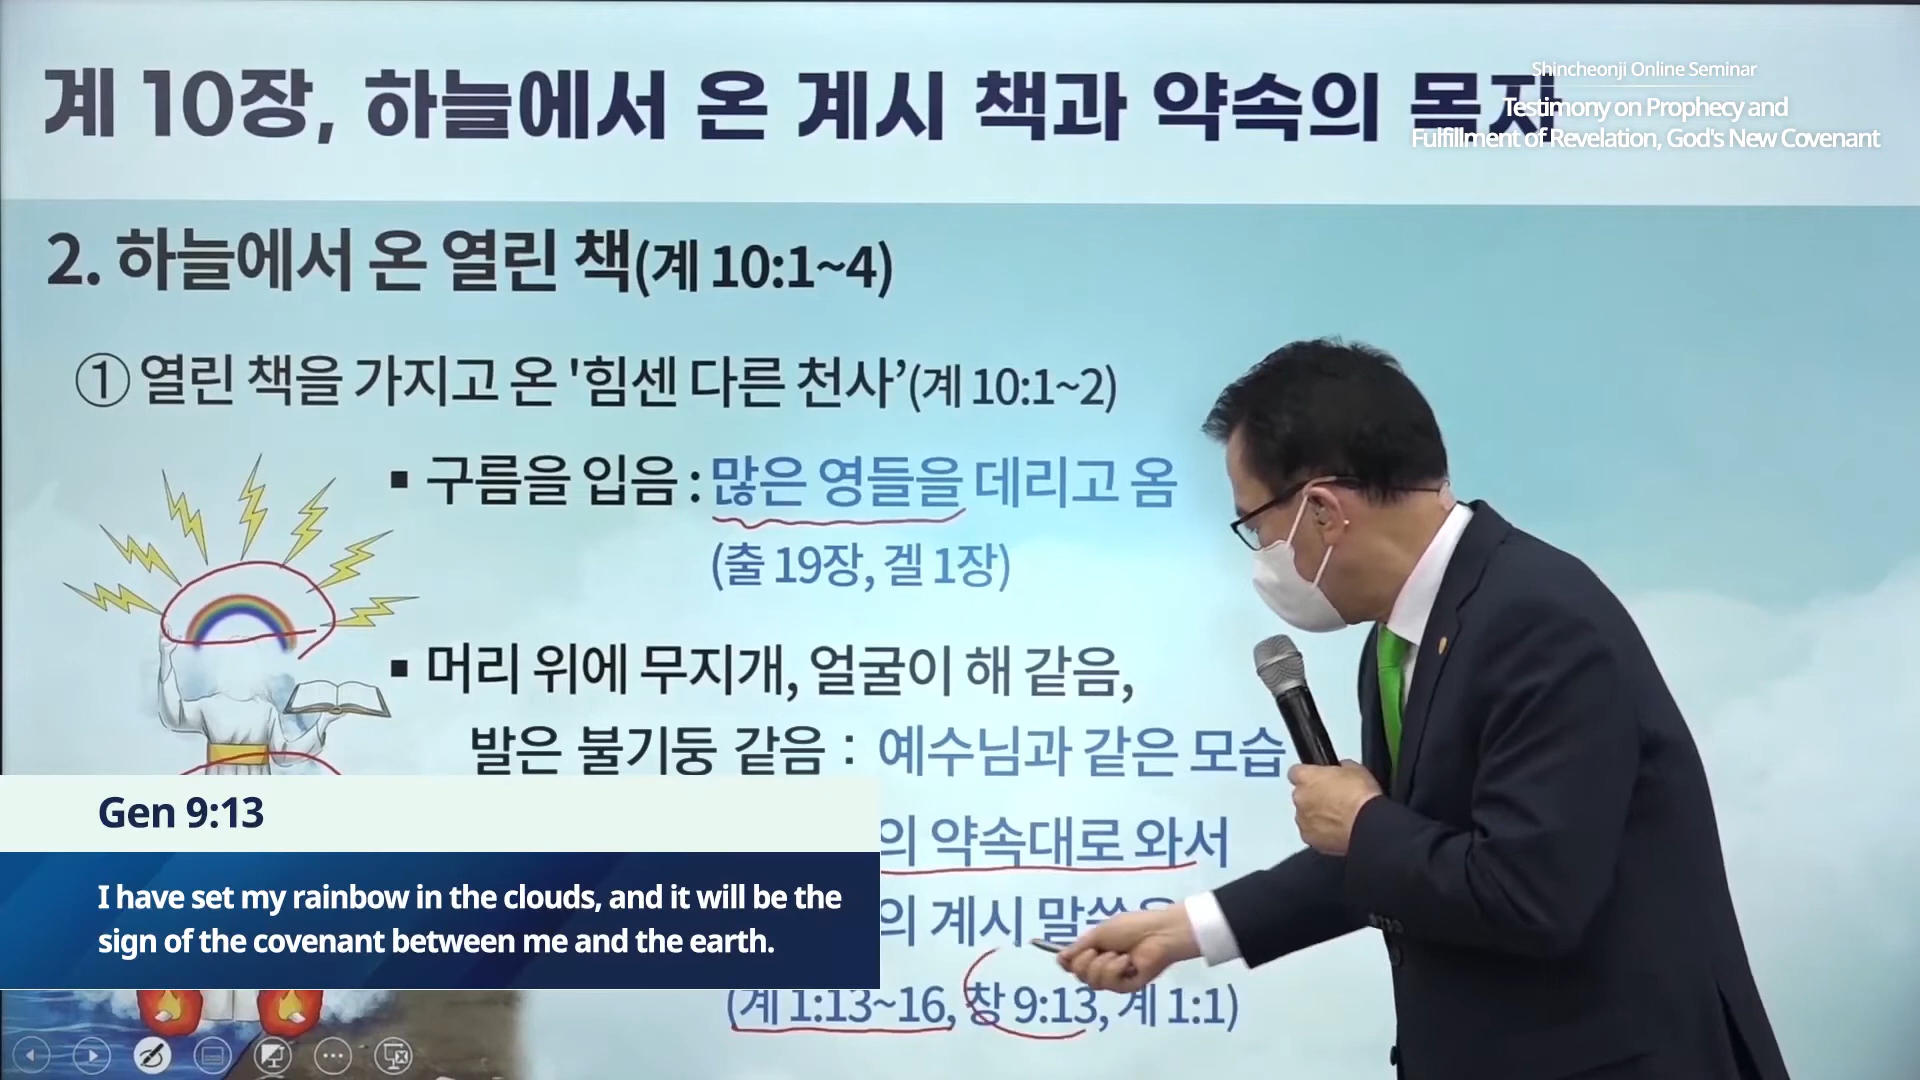 계 10장, 하늘에서 온 계시 책과 약속의 목자
Shincheonji Online Seminar
Testimony on Prophecy and
Fulfillment of Revelation, God's New Covenant
2. 하늘에서 온 열린 책(계 10:1~4)
① 열린 책을 가지고 온 '힘센 다른 천사’(계 10:1~2)
▪ 구름을 입음 : 많은 영들을 데리고 옴
(출 19장, 겔 1장)
▪ 머리 위에 무지개, 얼굴이 해 같음,
발은 불기둥 같음 : 예수님과 같은 모습
의 약속대로 와서
의 계시
(계 1:13~16, 창 9:13, 계 1:1)
Gen 9:13
I have set my rainbow in the clouds, and it will be the
sign of the covenant between me and the earth.